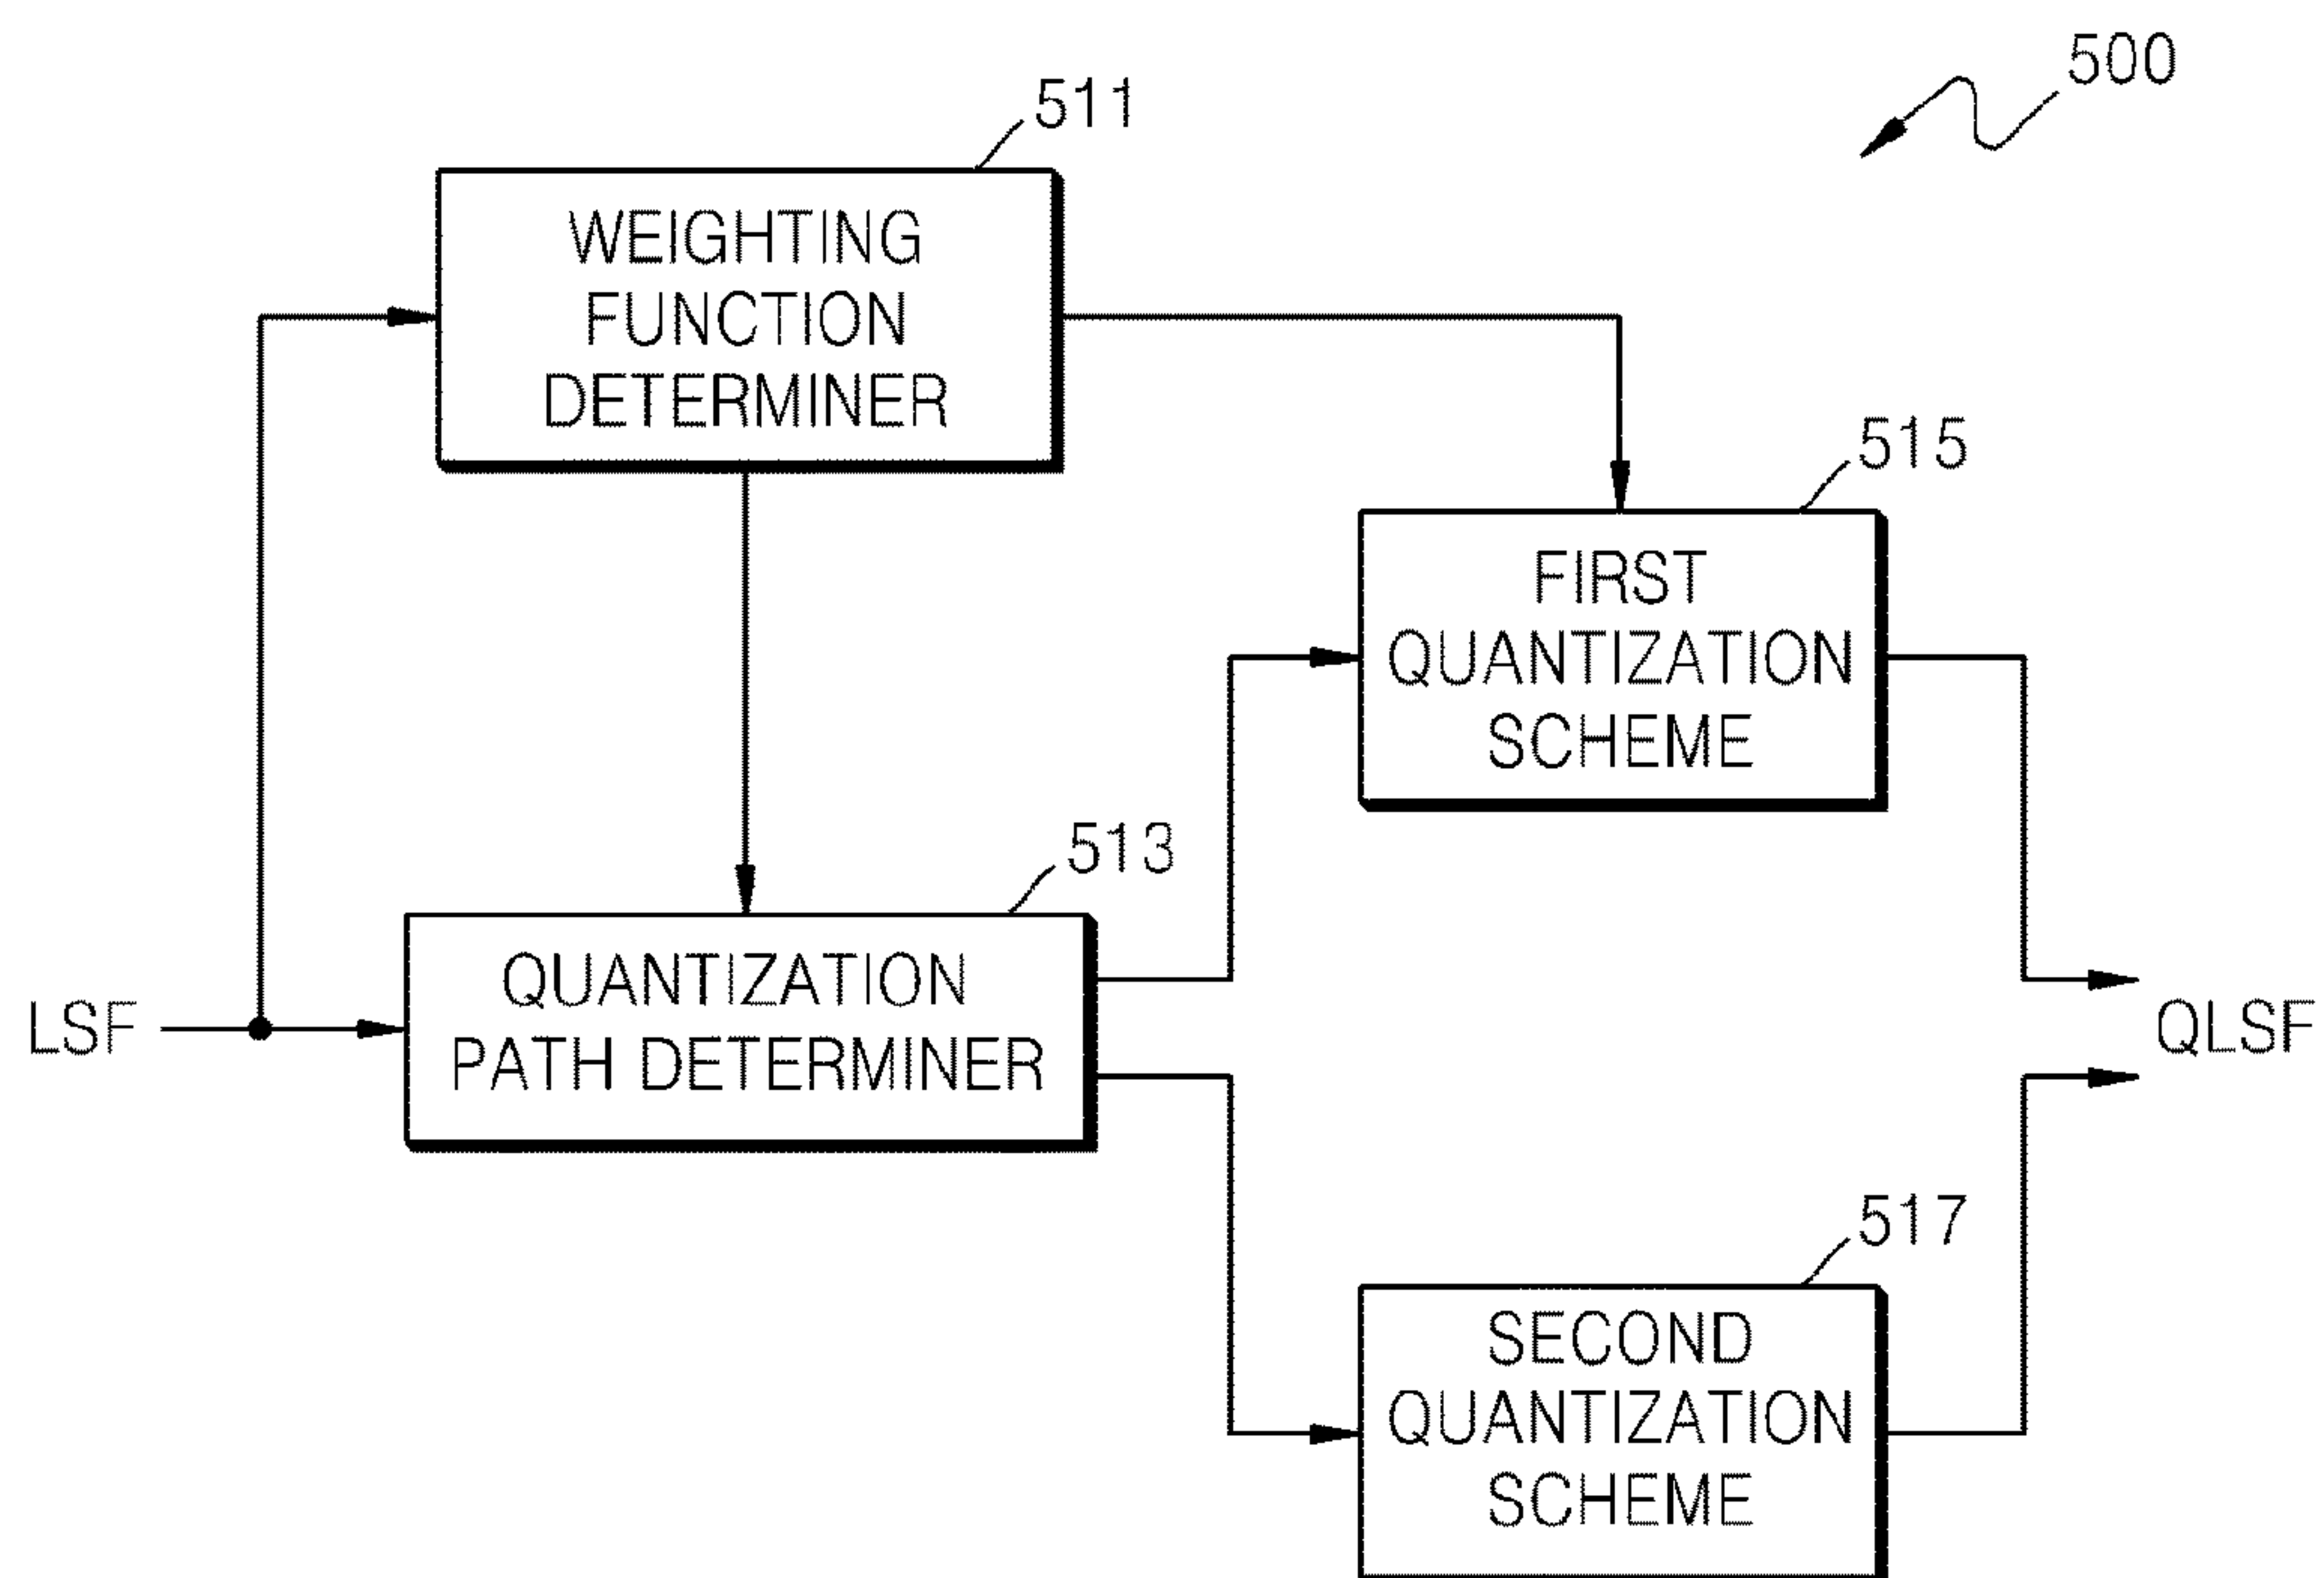 500
511
WEIGHTING
FUNCTION
DETERMINER
515
FIRST
QUANTIZATION
SCHEME
513
QUANTIZATION
PATH DETERMINER
LSF
QLSF
517
SECOND
QUANTIZATION
SCHEME